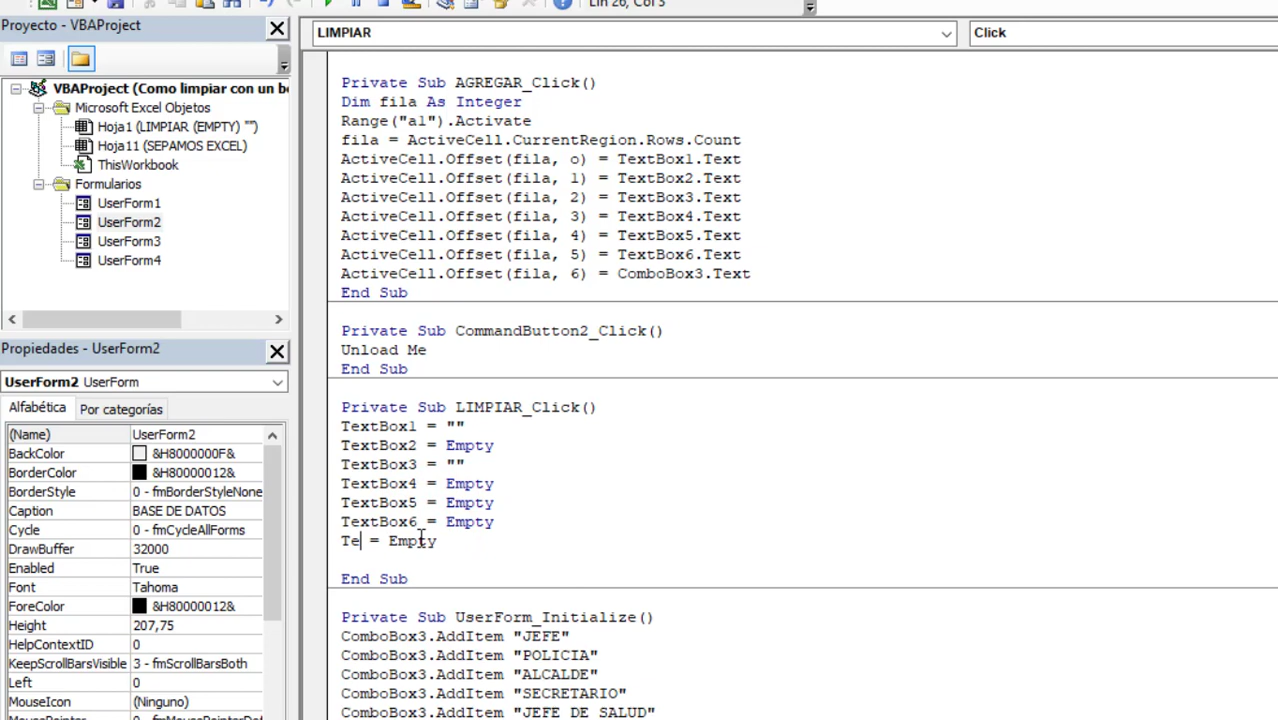 Lin 26, Col 3
Proyecto - VBAProject
VBAProject (Como limpiar con un b
Microsoft Excel Objetos
Hoja1 (LIMPIAR (EMPTY) "")
Hoja11 (SEPAMOS EXCEL)
ThisWorkbook
Formularios
UserForm1
UserForm2
UserForm3
UserForm4
Propiedades - UserForm2
UserForm2 UserForm
Alfabética Por categorías
(Name) UserForm2
BackColor &H8000000F&
BorderColor &H80000012&
BorderStyle 0 - fmBorderStyleNone
Caption BASE DE DATOS
Cycle 0 - fmCycleAllForms
DrawBuffer 32000
Enabled True
Font Tahoma
ForeColor &H80000012&
Height 207,75
HelpContextID 0
KeepScrollBarsVisible 3 - fmScrollBarsBoth
Left 0
MouseIcon (Ninguno)
LIMPIAR Click
Private Sub AGREGAR_Click()
Dim fila As Integer
Range("a1").Activate
fila = ActiveCell.CurrentRegion.Rows.Count
ActiveCell.Offset(fila, o) = TextBox1.Text
ActiveCell.Offset(fila, 1) = TextBox2.Text
ActiveCell.Offset(fila, 2) = TextBox3.Text
ActiveCell.Offset(fila, 3) = TextBox4.Text
ActiveCell.Offset(fila, 4) = TextBox5.Text
ActiveCell.Offset(fila, 5) = TextBox6.Text
ActiveCell.Offset(fila, 6) = ComboBox3.Text
End Sub
Private Sub CommandButton2_Click()
Unload Me
End Sub
Private Sub LIMPIAR_Click()
TextBox1 = ""
TextBox2 = Empty
TextBox3 = ""
TextBox4 = Empty
TextBox5 = Empty
TextBox6 = Empty
Te = Empty
End Sub
Private Sub UserForm_Initialize()
ComboBox3.AddItem "JEFE"
ComboBox3.AddItem "POLICIA"
ComboBox3.AddItem "ALCALDE"
ComboBox3.AddItem "SECRETARIO"
ComboBox3.AddItem "JEFE DE SALUD"